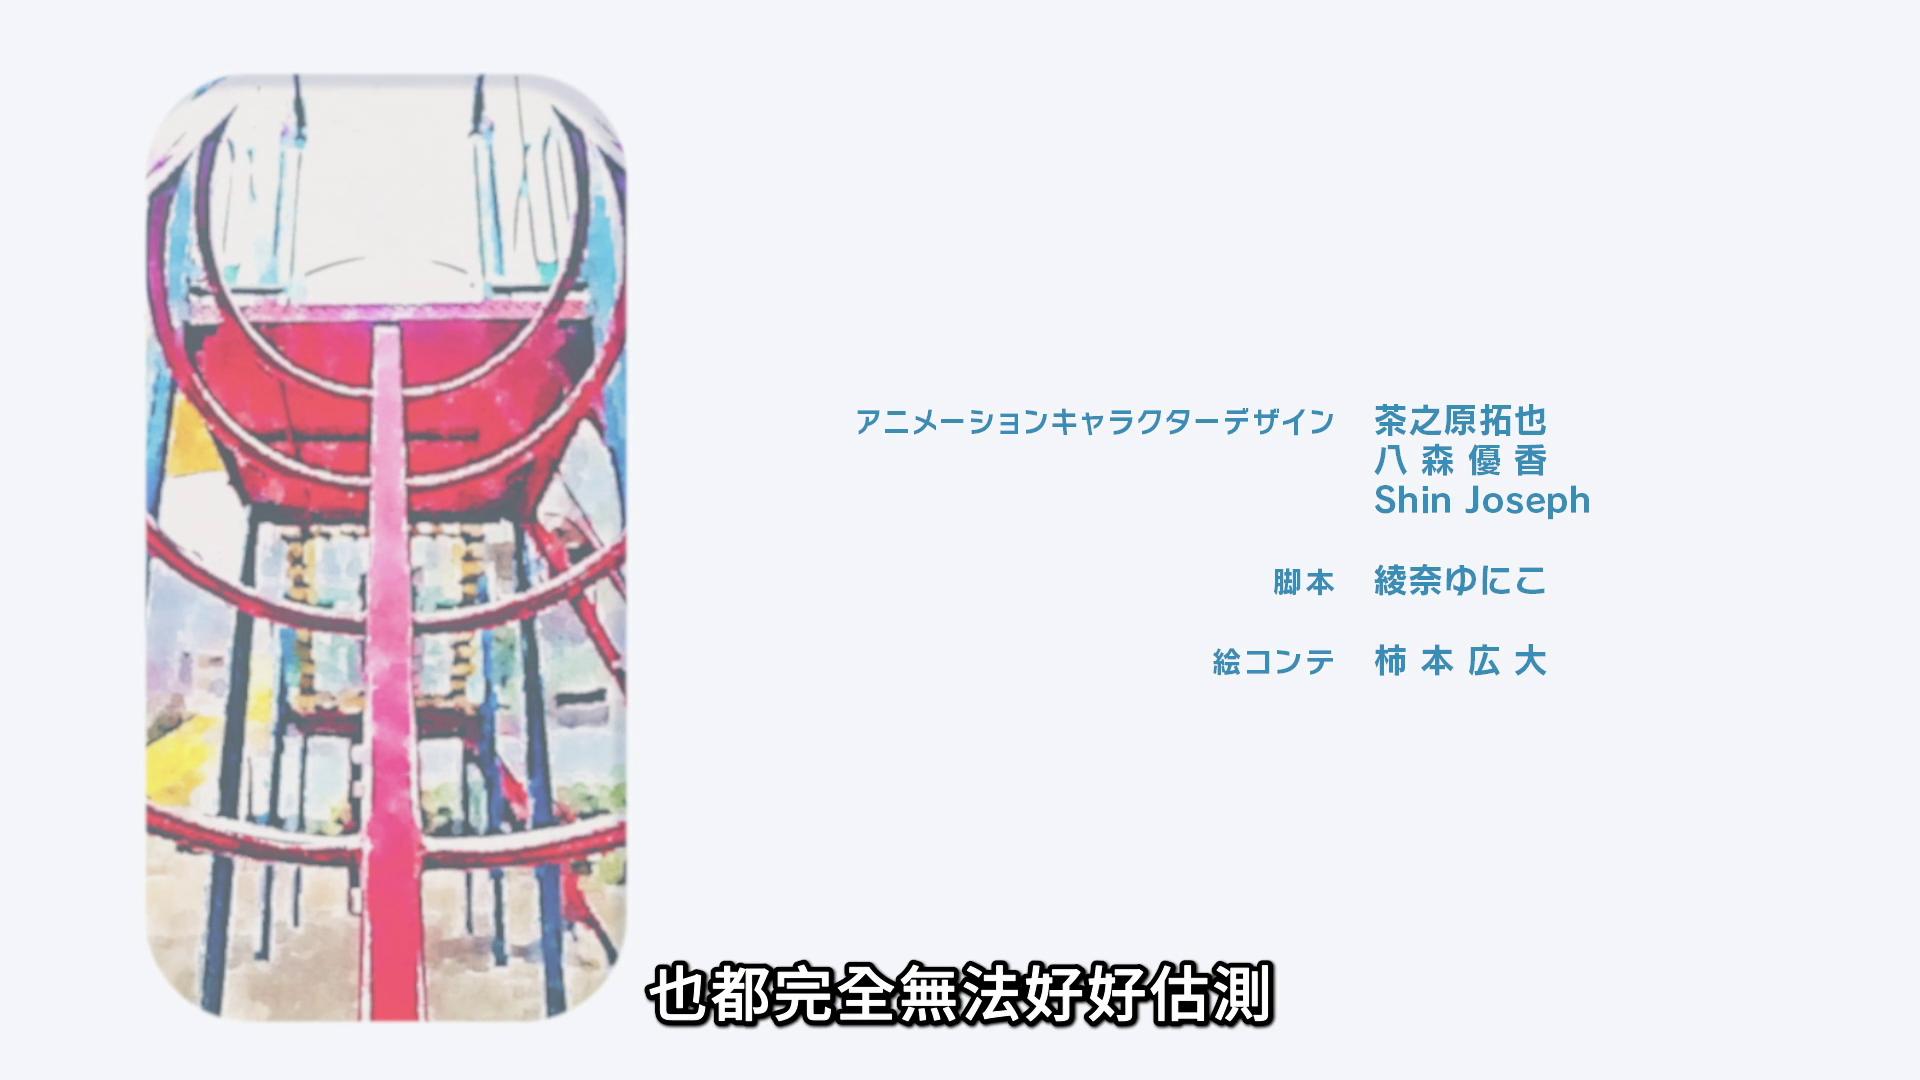 アニメーションキャラクターデザイン 茶之原拓也
八森優香
Shin Joseph
脚本 綾奈ゆにこ
絵コンテ 柿本広大
也都完全無法好好估測